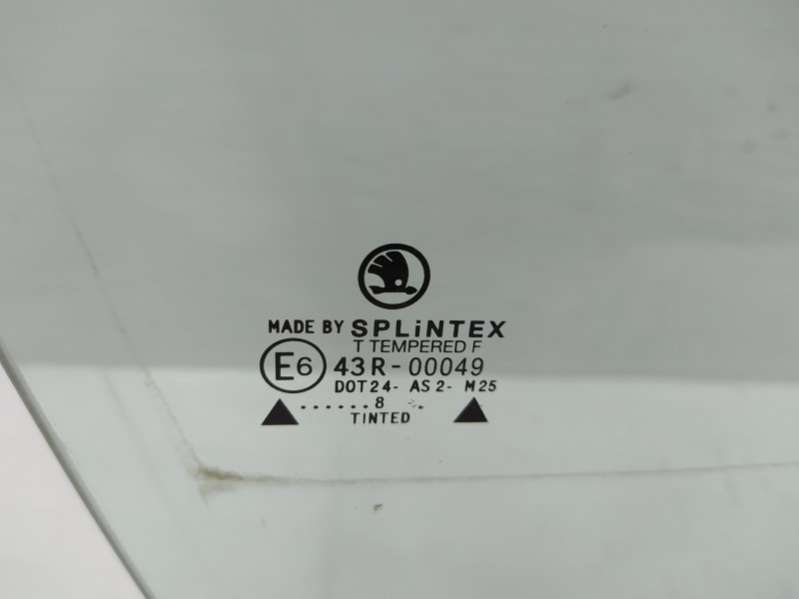 MADE BY SPLiNTEX
T TEMPERED F
E6 43R-00049
DOT24- AS2- M25
......8 ..
TINTED